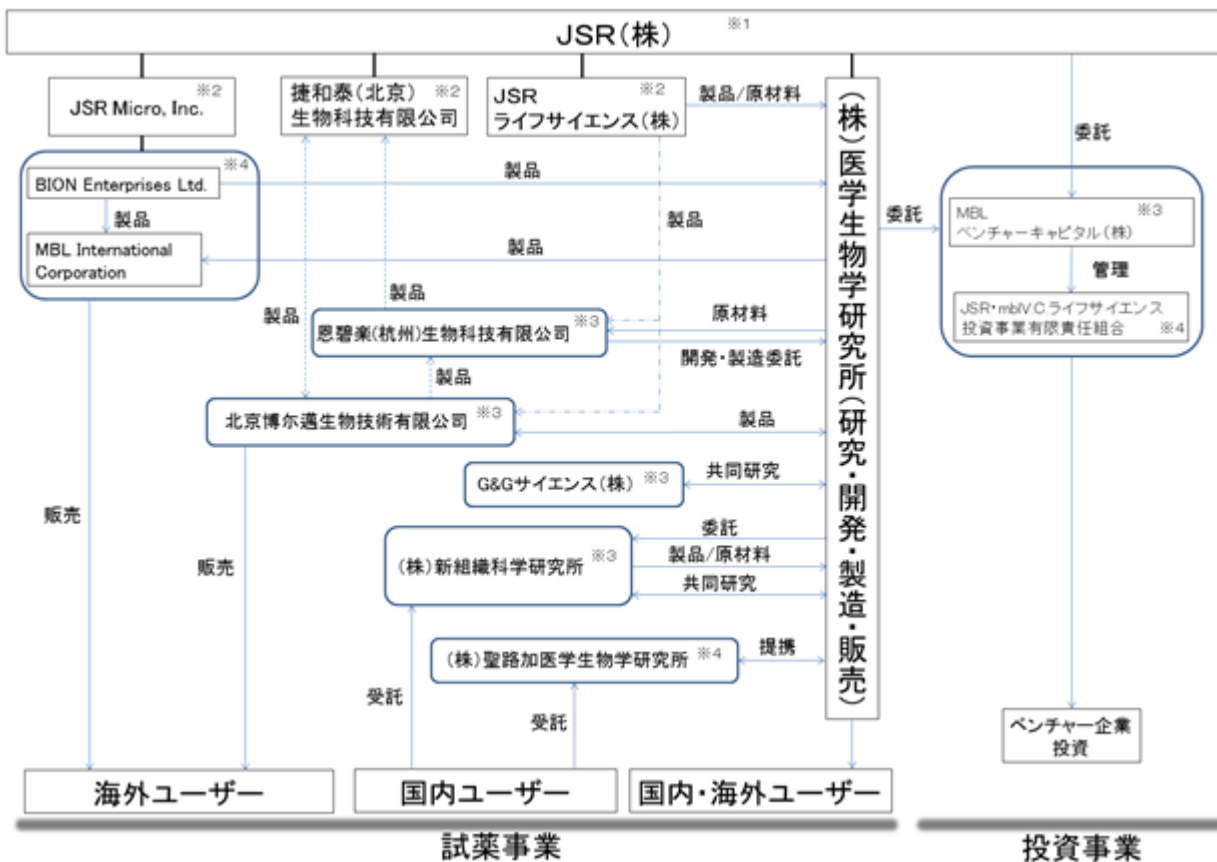 JSR(株) ※1
JSR Micro, Inc. ※2
捷和泰(北京) ※2
生物科技有限公司
JSR ※2
ライフサイエンス(株)
製品/原材料
(株)医学生物学研究所(研究・開発・製造・販売)
委託
※4
BION Enterprises Ltd.
製品
製品
MBL International
Corporation
製品
製品
委託
MBL ※3
ベンチャーキャピタル(株)
管理
JSR・mblV.C.ライフサイエンス
投資事業有限責任組合 ※4
製品
製品
恩碧楽(杭州)生物科技有限公司 ※3
原材料
開発・製造委託
製品
北京博尓邁生物技術有限公司 ※3
製品
G&Gサイエンス(株) ※3
共同研究
販売
販売
(株)新組織科学研究所 ※3
委託
製品/原材料
共同研究
(株)聖路加医学生物学研究所 ※4
提携
受託
受託
ベンチャー企業
投資
海外ユーザー
国内ユーザー
国内・海外ユーザー
試薬事業
投資事業